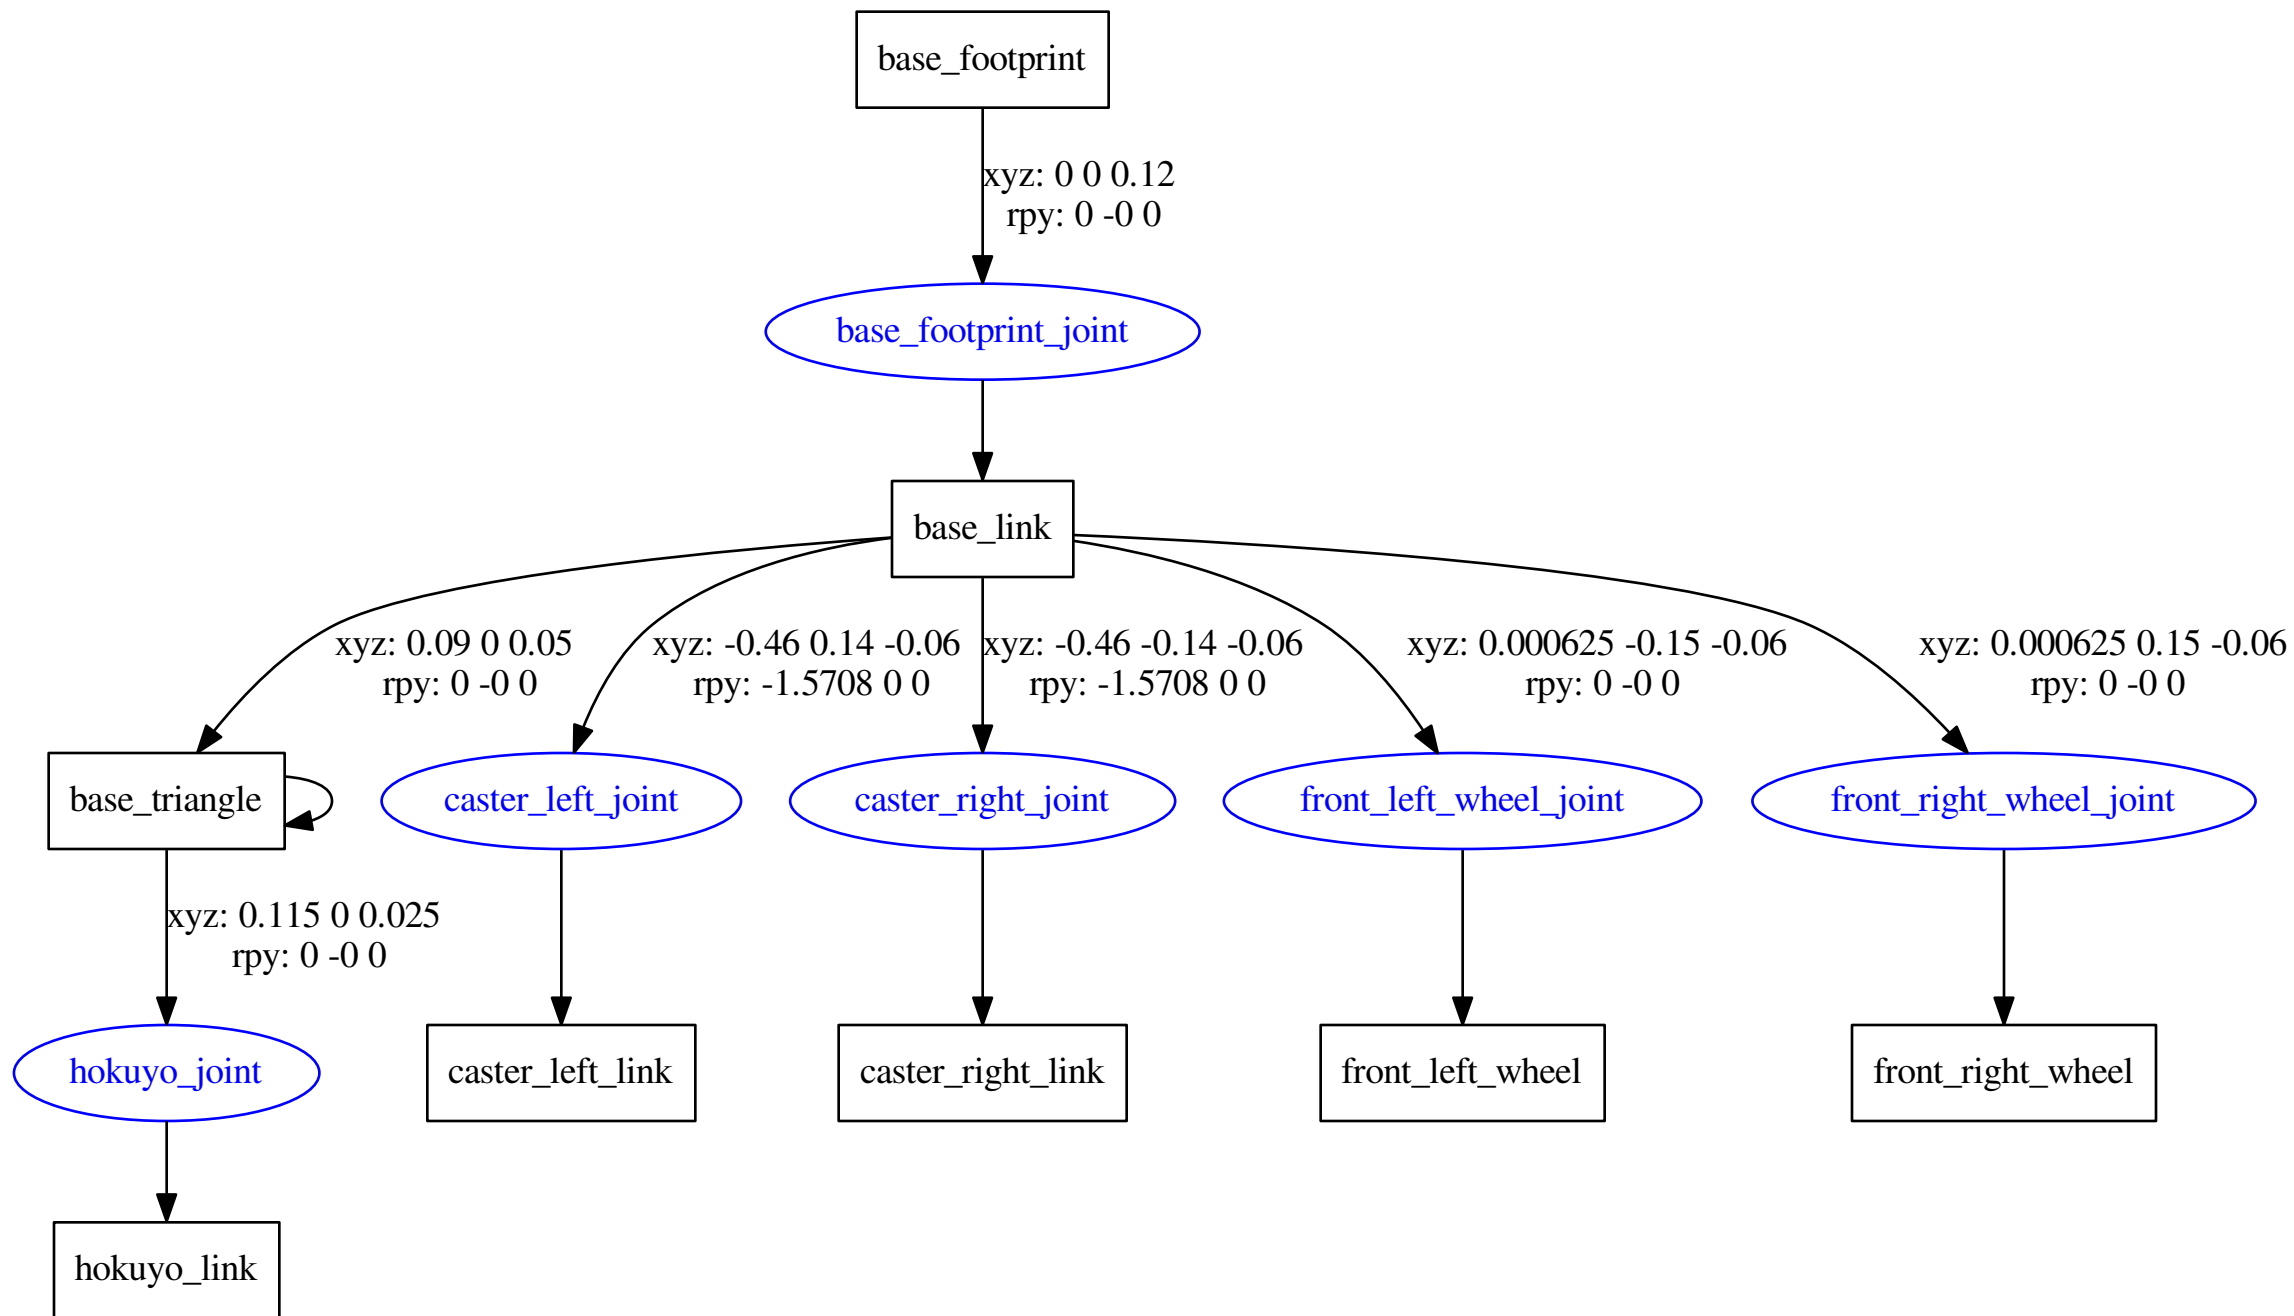 base_footprint
xyz: 0 0 0.12
rpy: 0 -0 0
base_footprint_joint
base_link
xyz: 0.09 0 0.05
rpy: 0 -0 0
xyz: -0.46 0.14 -0.06
rpy: -1.5708 0 0
xyz: -0.46 -0.14 -0.06
rpy: -1.5708 0 0
xyz: 0.000625 -0.15 -0.06
rpy: 0 -0 0
xyz: 0.000625 0.15 -0.06
rpy: 0 -0 0
base_triangle
caster_left_joint
caster_right_joint
front_left_wheel_joint
front_right_wheel_joint
xyz: 0.115 0 0.025
rpy: 0 -0 0
hokuyo_joint
caster_left_link
caster_right_link
front_left_wheel
front_right_wheel
hokuyo_link